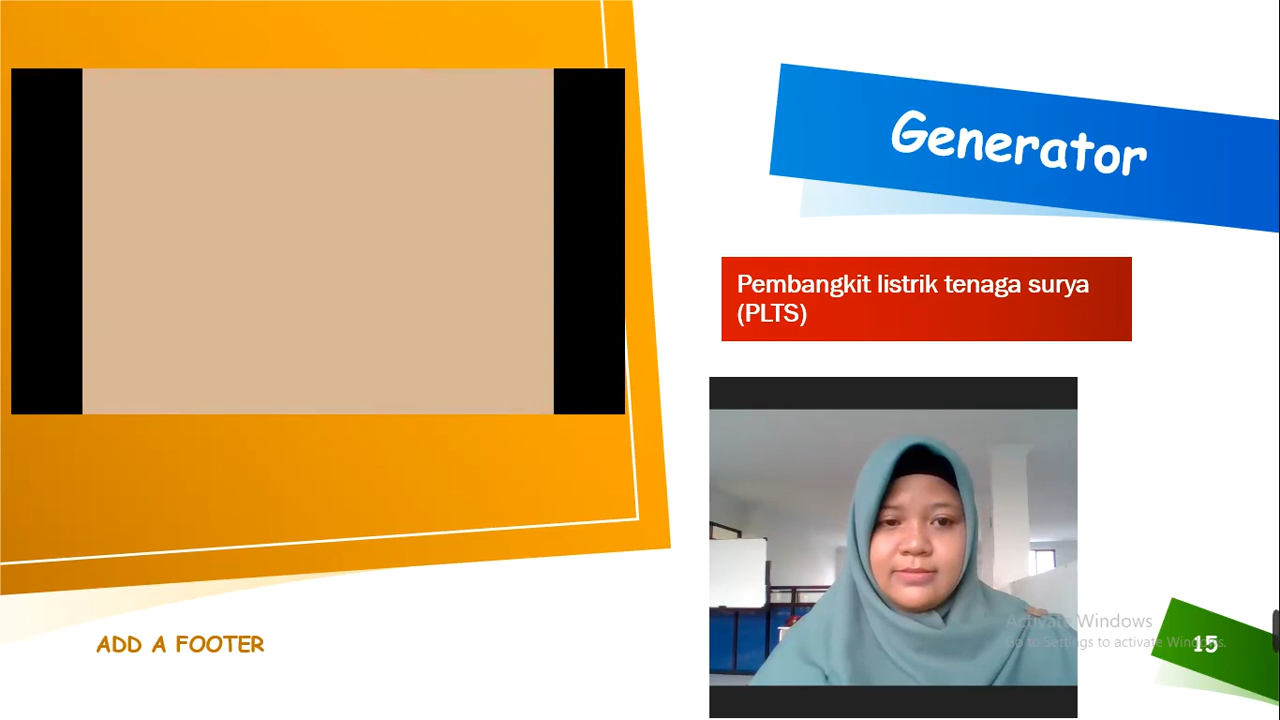 Generator
Pembangkit listrik tenaga surya
(PLTS)
ADD A FOOTER
Activate Windows
Go to Settings to activate Windows.
15